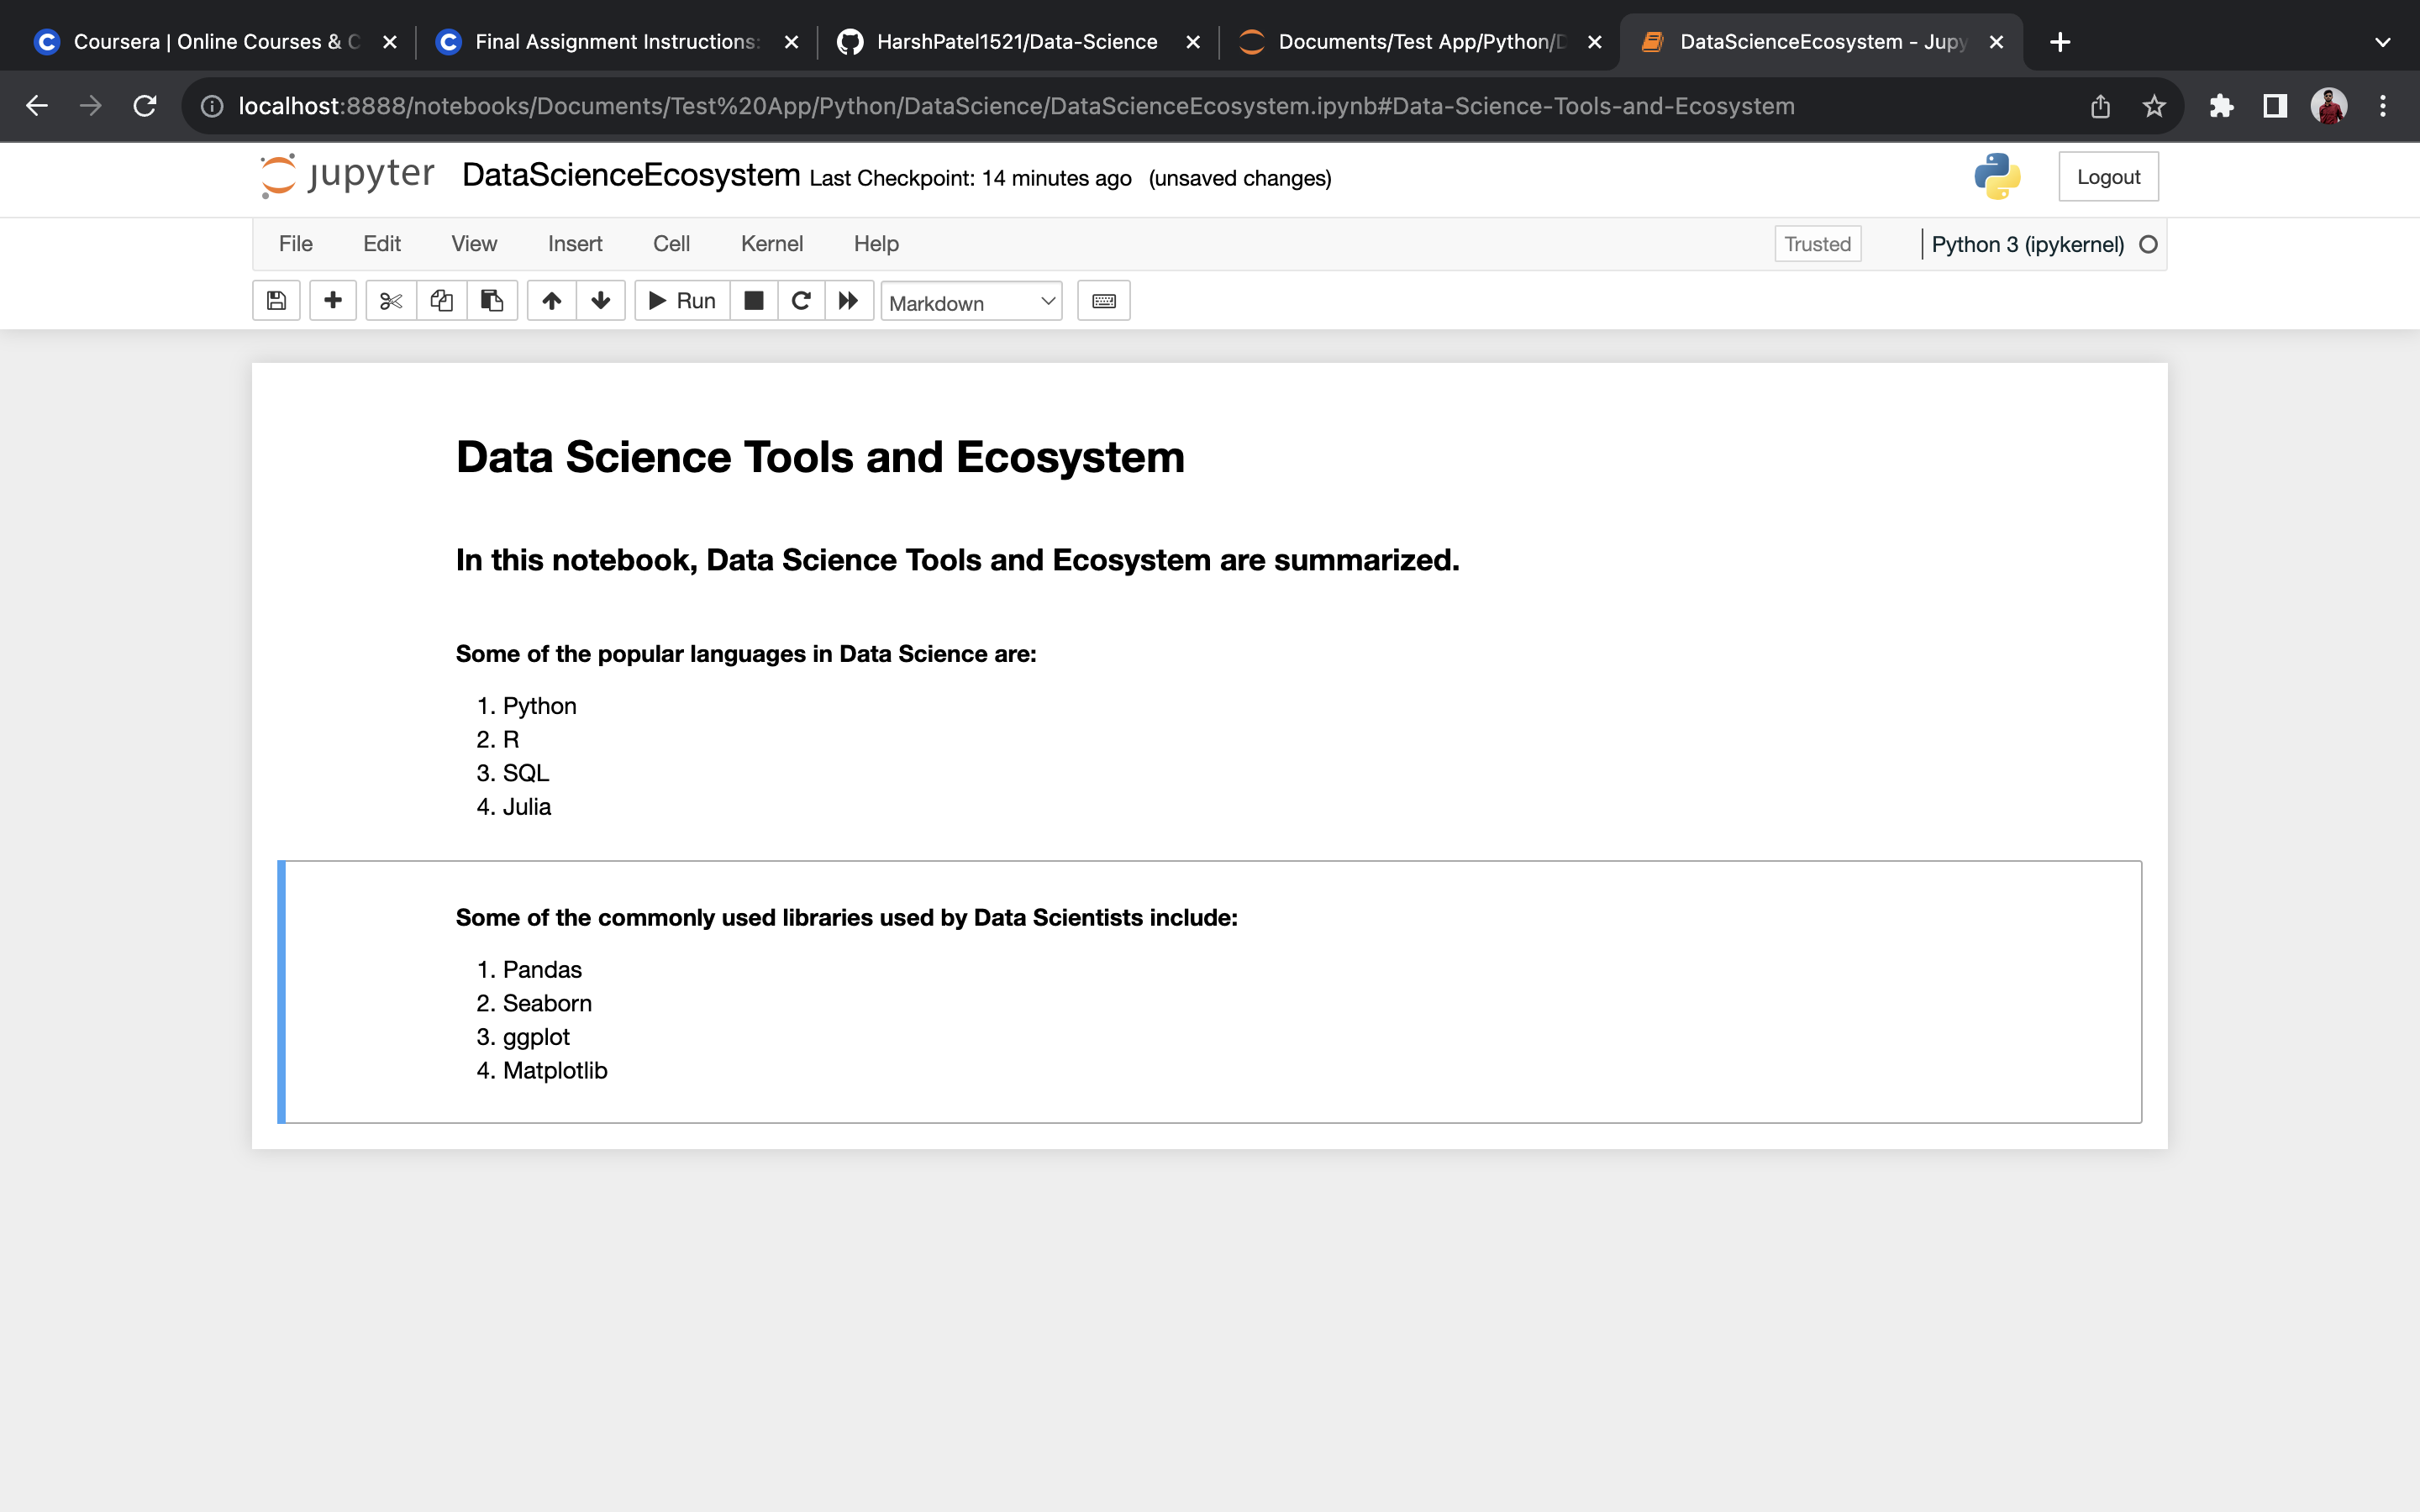 Coursera | Online Courses &
Final Assignment Instructions:
HarshPatel1521/Data-Science
Documents/Test App/Python/D
DataScienceEcosystem - Jupy
localhost:8888/notebooks/Documents/Test%20App/Python/DataScience/DataScienceEcosystem.ipynb#Data-Science-Tools-and-Ecosystem
jupyter DataScienceEcosystem Last Checkpoint: 14 minutes ago (unsaved changes)
Logout
File Edit View Insert Cell Kernel Help
Trusted
Python 3 (ipykernel)
Run
Markdown
Data Science Tools and Ecosystem
In this notebook, Data Science Tools and Ecosystem are summarized.
Some of the popular languages in Data Science are:
1. Python
2. R
3. SQL
4. Julia
Some of the commonly used libraries used by Data Scientists include:
1. Pandas
2. Seaborn
3. ggplot
4. Matplotlib